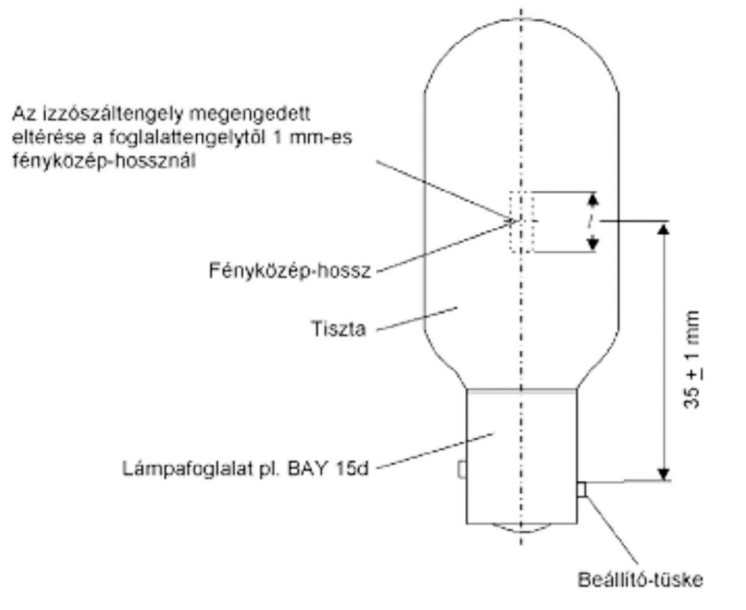 Az izzószáltengely megengedett
eltérése a foglalattengelytől 1 mm-es
fényközép-hossznál
l
Fényközép-hossz
Tiszta
35 ± 1 mm
Lámpafoglalat pl. BAY 15d
Beállító-tüske